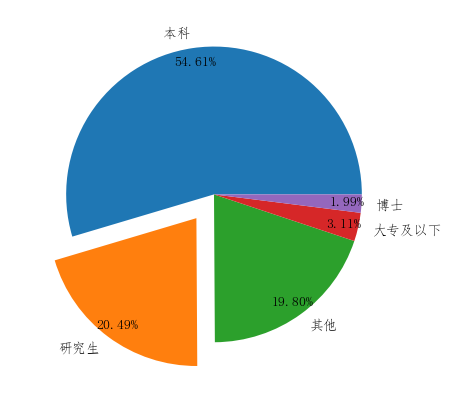 本科
54.61%
1.99%
博士
3.11%
大专及以下
19.80%
其他
20.49%
研究生